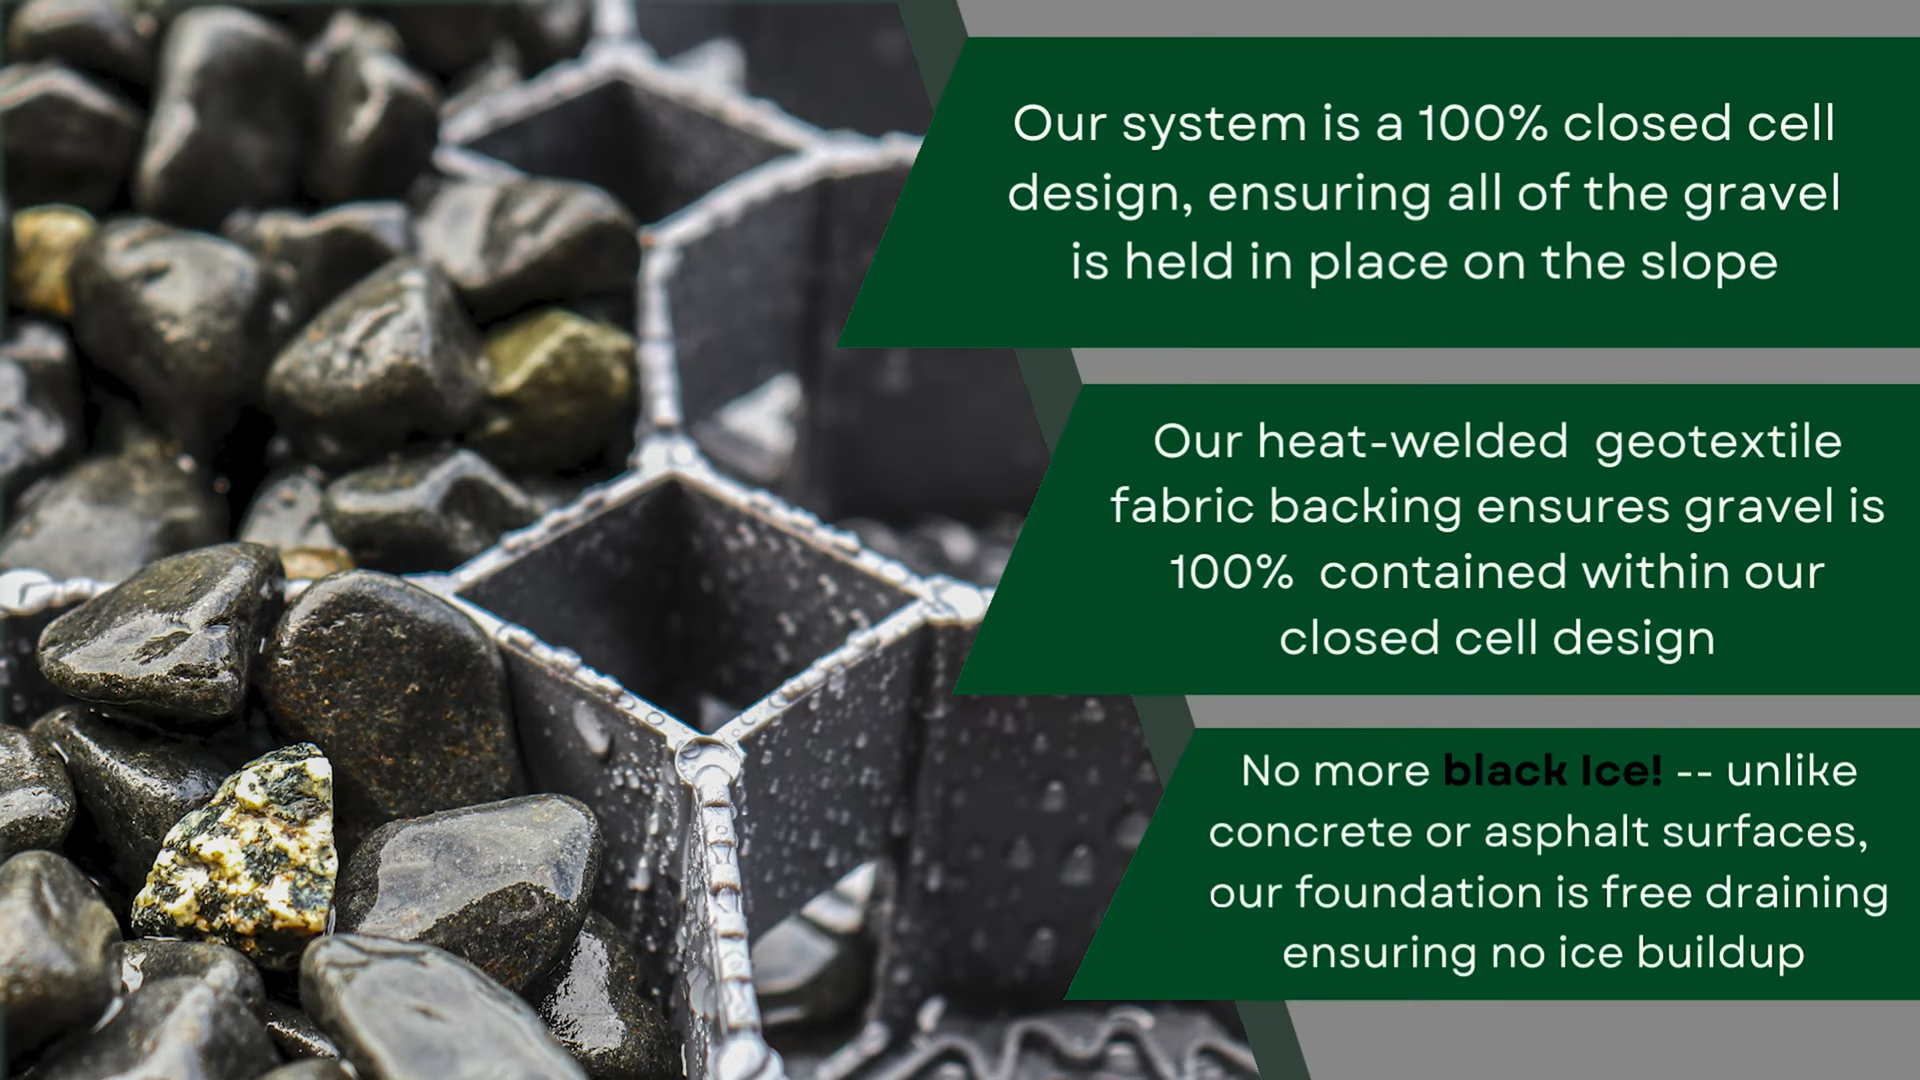 Our system is a 100% closed cell
design, ensuring all of the gravel
is held in place on the slope
Our heat-welded  geotextile
fabric backing ensures gravel is
100%  contained within our
closed cell design
No more black Ice! -- unlike
concrete or asphalt surfaces,
our foundation is free draining
ensuring no ice buildup